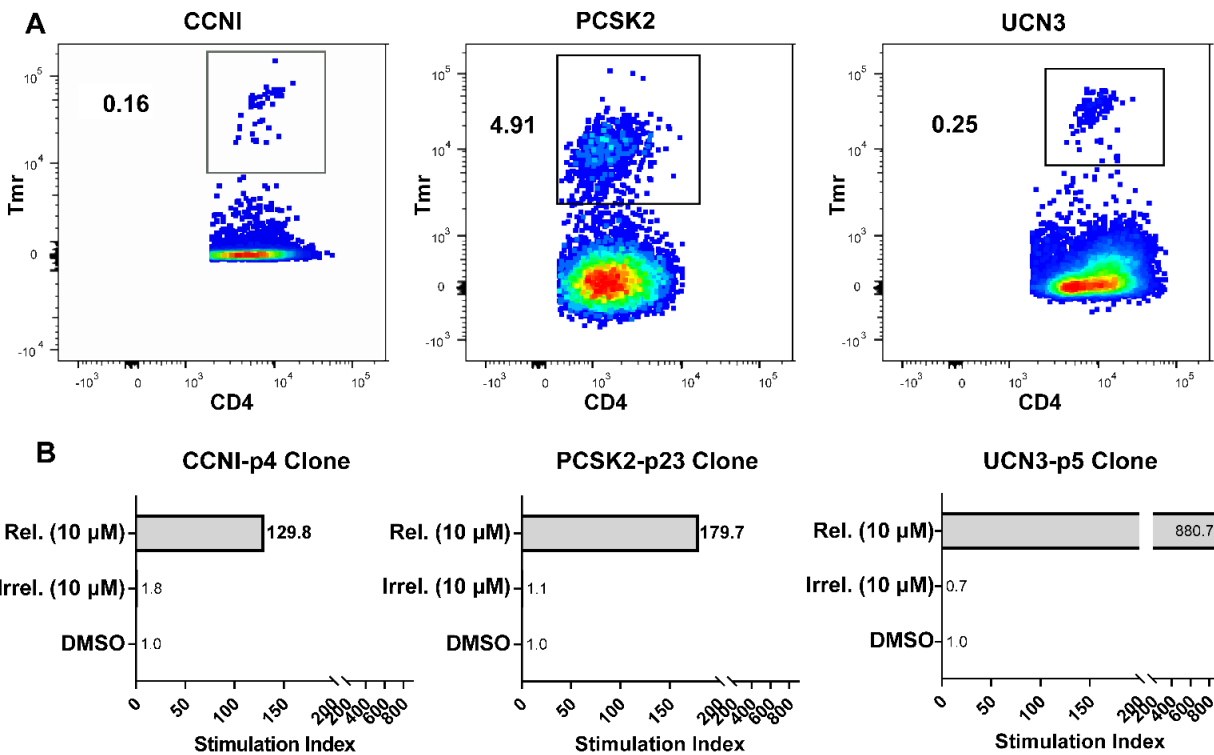 A
CCNI
PCSK2
UCN3
10⁵
0.16
10⁴
Tmr
0
-10⁴
-10³
0
10³
10⁴
10⁵
CD4
10⁵
4.91
10⁴
Tmr
10³
0
-10³
-10³
0
10³
10⁴
10⁵
CD4
10⁵
0.25
10⁴
Tmr
10³
0
-10³
-10³
0
10³
10⁴
10⁵
CD4
B
CCNI-p4 Clone
Rel. (10 µM)
129.8
Irrel. (10 µM)
1.8
DMSO
1.0
0 50 100 150 200 200 400 600 800
Stimulation Index
PCSK2-p23 Clone
Rel. (10 µM)
179.7
Irrel. (10 µM)
1.1
DMSO
1.0
0 50 100 150 200 200 400 600 800
Stimulation Index
UCN3-p5 Clone
Rel. (10 µM)
880.7
Irrel. (10 µM)
0.7
DMSO
1.0
0 50 100 150 200 200 400 600 800
Stimulation Index